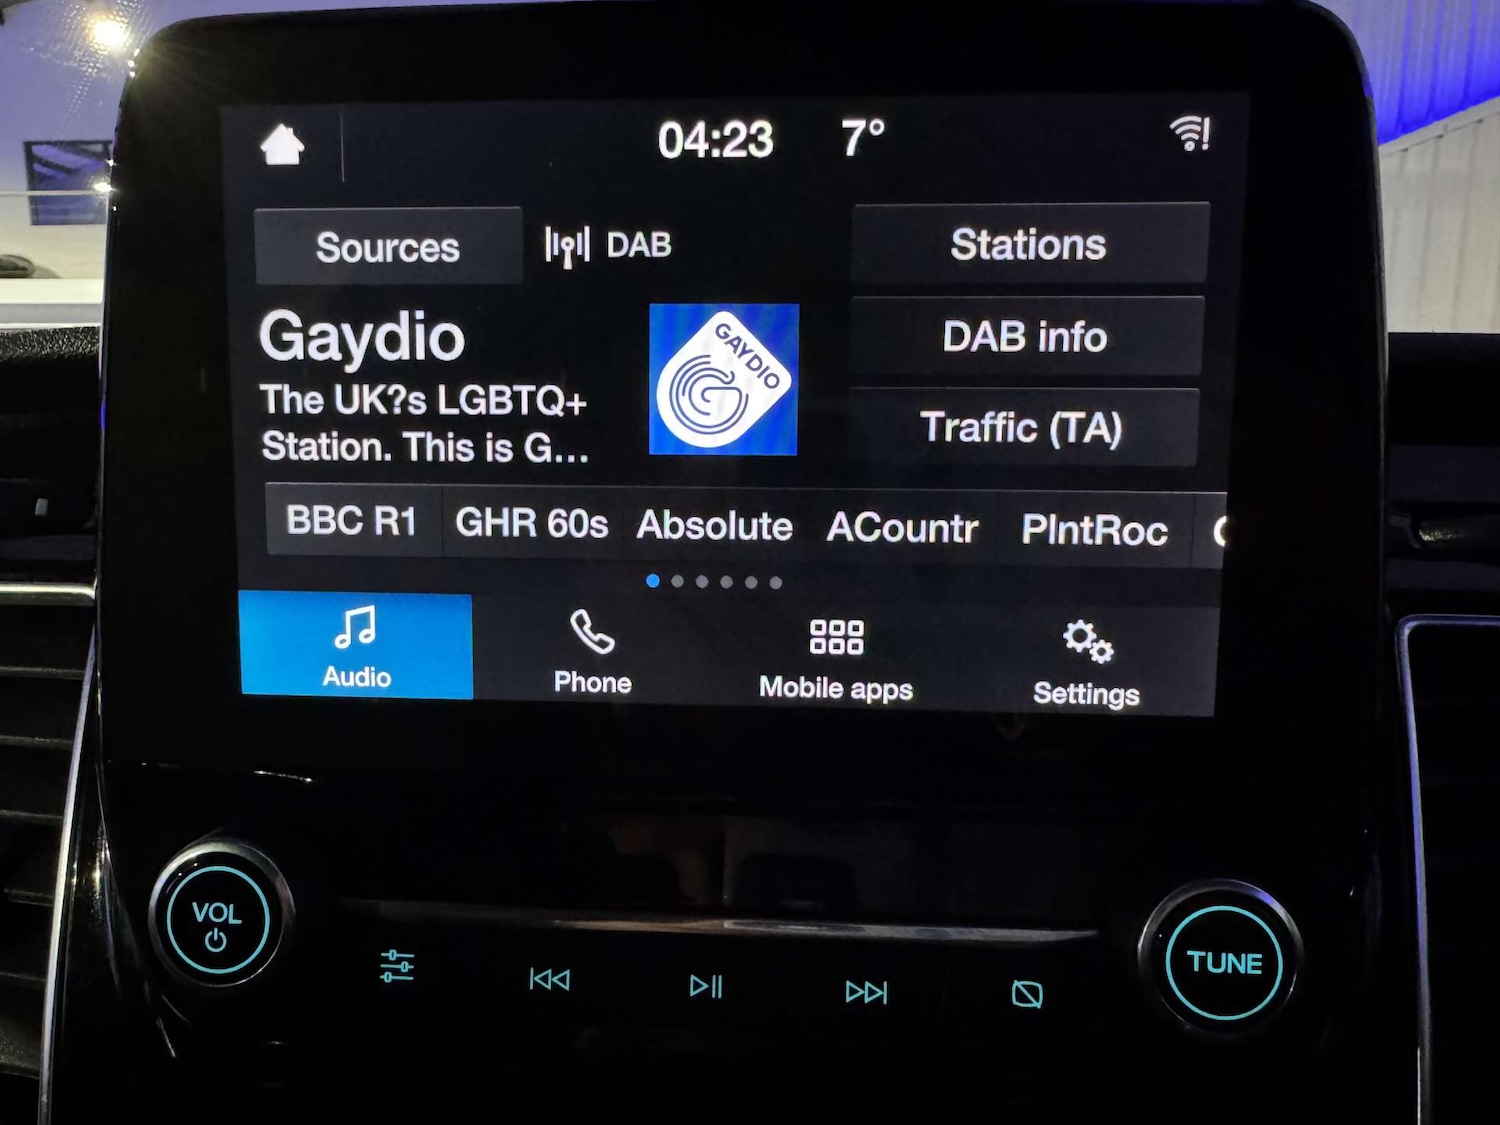 04:23 7°
Sources
DAB
Stations
Gaydio
The UK?s LGBTQ+
Station. This is G...
GAYDIO
DAB info
Traffic (TA)
BBC R1 GHR 60s Absolute ACountr PlntRoc
Audio Phone Mobile apps Settings
VOL
TUNE